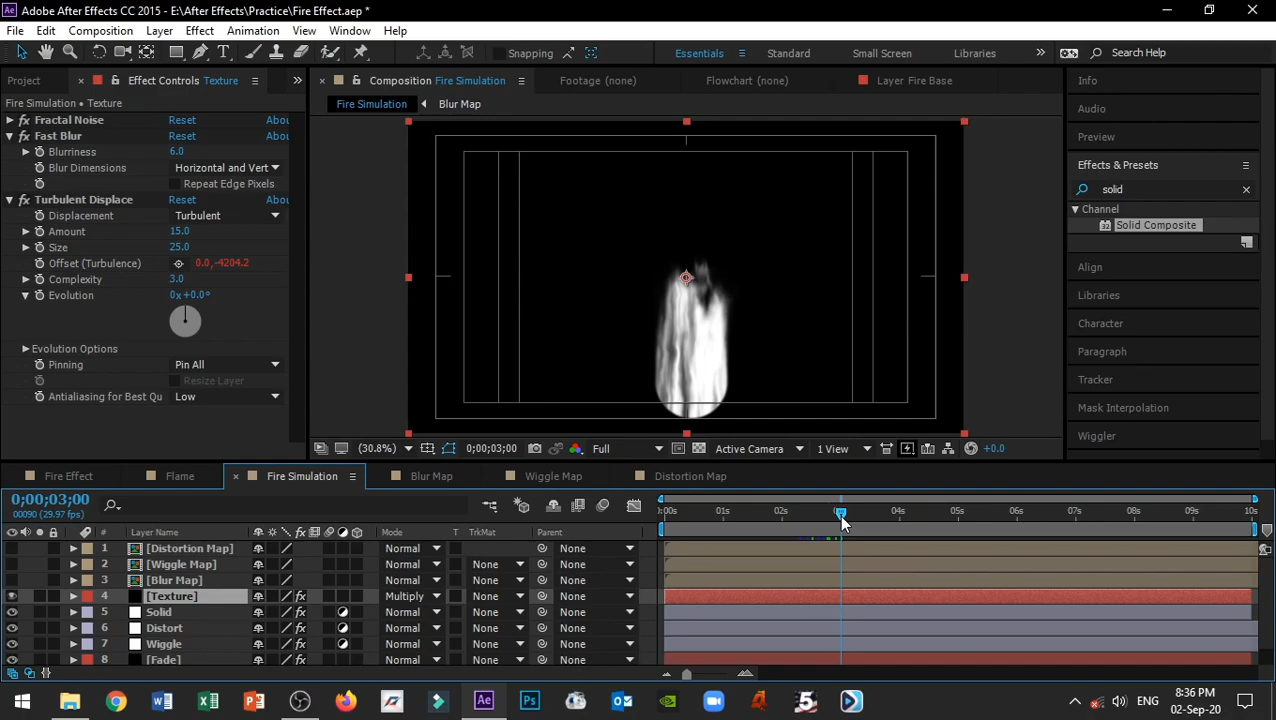 Adobe After Effects CC 2015 - E:\After Effects\Practice\Fire Effect.aep *
File Edit Composition Layer Effect Animation View Window Help
Snapping Essentials Standard Small Screen Libraries Search Help
Project Effect Controls Texture Composition Fire Simulation Footage (none) Flowchart (none) Layer Fire Base Info
Fire Simulation • Texture Fire Simulation Blur Map Audio
Fractal Noise Reset Abou
Fast Blur Reset Abou Preview
Blurriness 6.0
Blur Dimensions Horizontal and Vert Effects & Presets
Repeat Edge Pixels solid
Turbulent Displace Reset Abou
Displacement Turbulent Channel
Amount 15.0 32 Solid Composite
Size 25.0
Offset (Turbulence) 0.0,-4204.2 Align
Complexity 3.0
Evolution 0x+0.0° Libraries
Character
Evolution Options Paragraph
Pinning Pin All
Resize Layer Tracker
Antialiasing for Best Qu Low Mask Interpolation
Wiggler
(30.8%) 0;00;03;00 Full Active Camera 1 View +0.0
Fire Effect Flame Fire Simulation Blur Map Wiggle Map Distortion Map
0;00;03;00
00090 (29.97 fps) :00s 01s 02s 04s 05s 06s 07s 08s 09s 10s
Layer Name Mode T TrkMat Parent
1 [Distortion Map] Normal None
2 [Wiggle Map] Normal None None
3 [Blur Map] Normal None None
4 [Texture] Multiply None None
5 Solid Normal None None
6 Distort Normal None None
7 Wiggle Normal None None
8 [Fade] Normal None None
ENG 8:36 PM
02-Sep-20